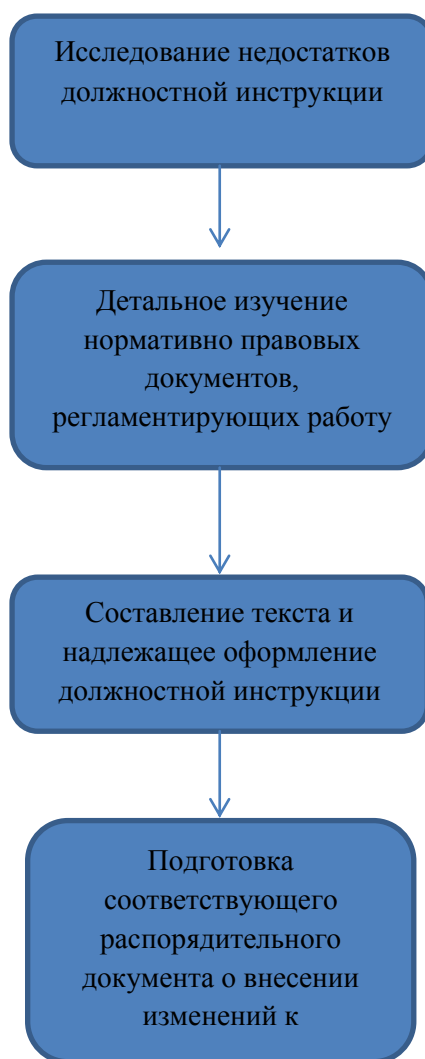 Исследование недостатков
должностной инструкции
Детальное изучение
нормативно правовых
документов,
регламентирующих работу
Составление текста и
надлежащее оформление
должностной инструкции
Подготовка
соответствующего
распорядительного
документа о внесении
изменений к